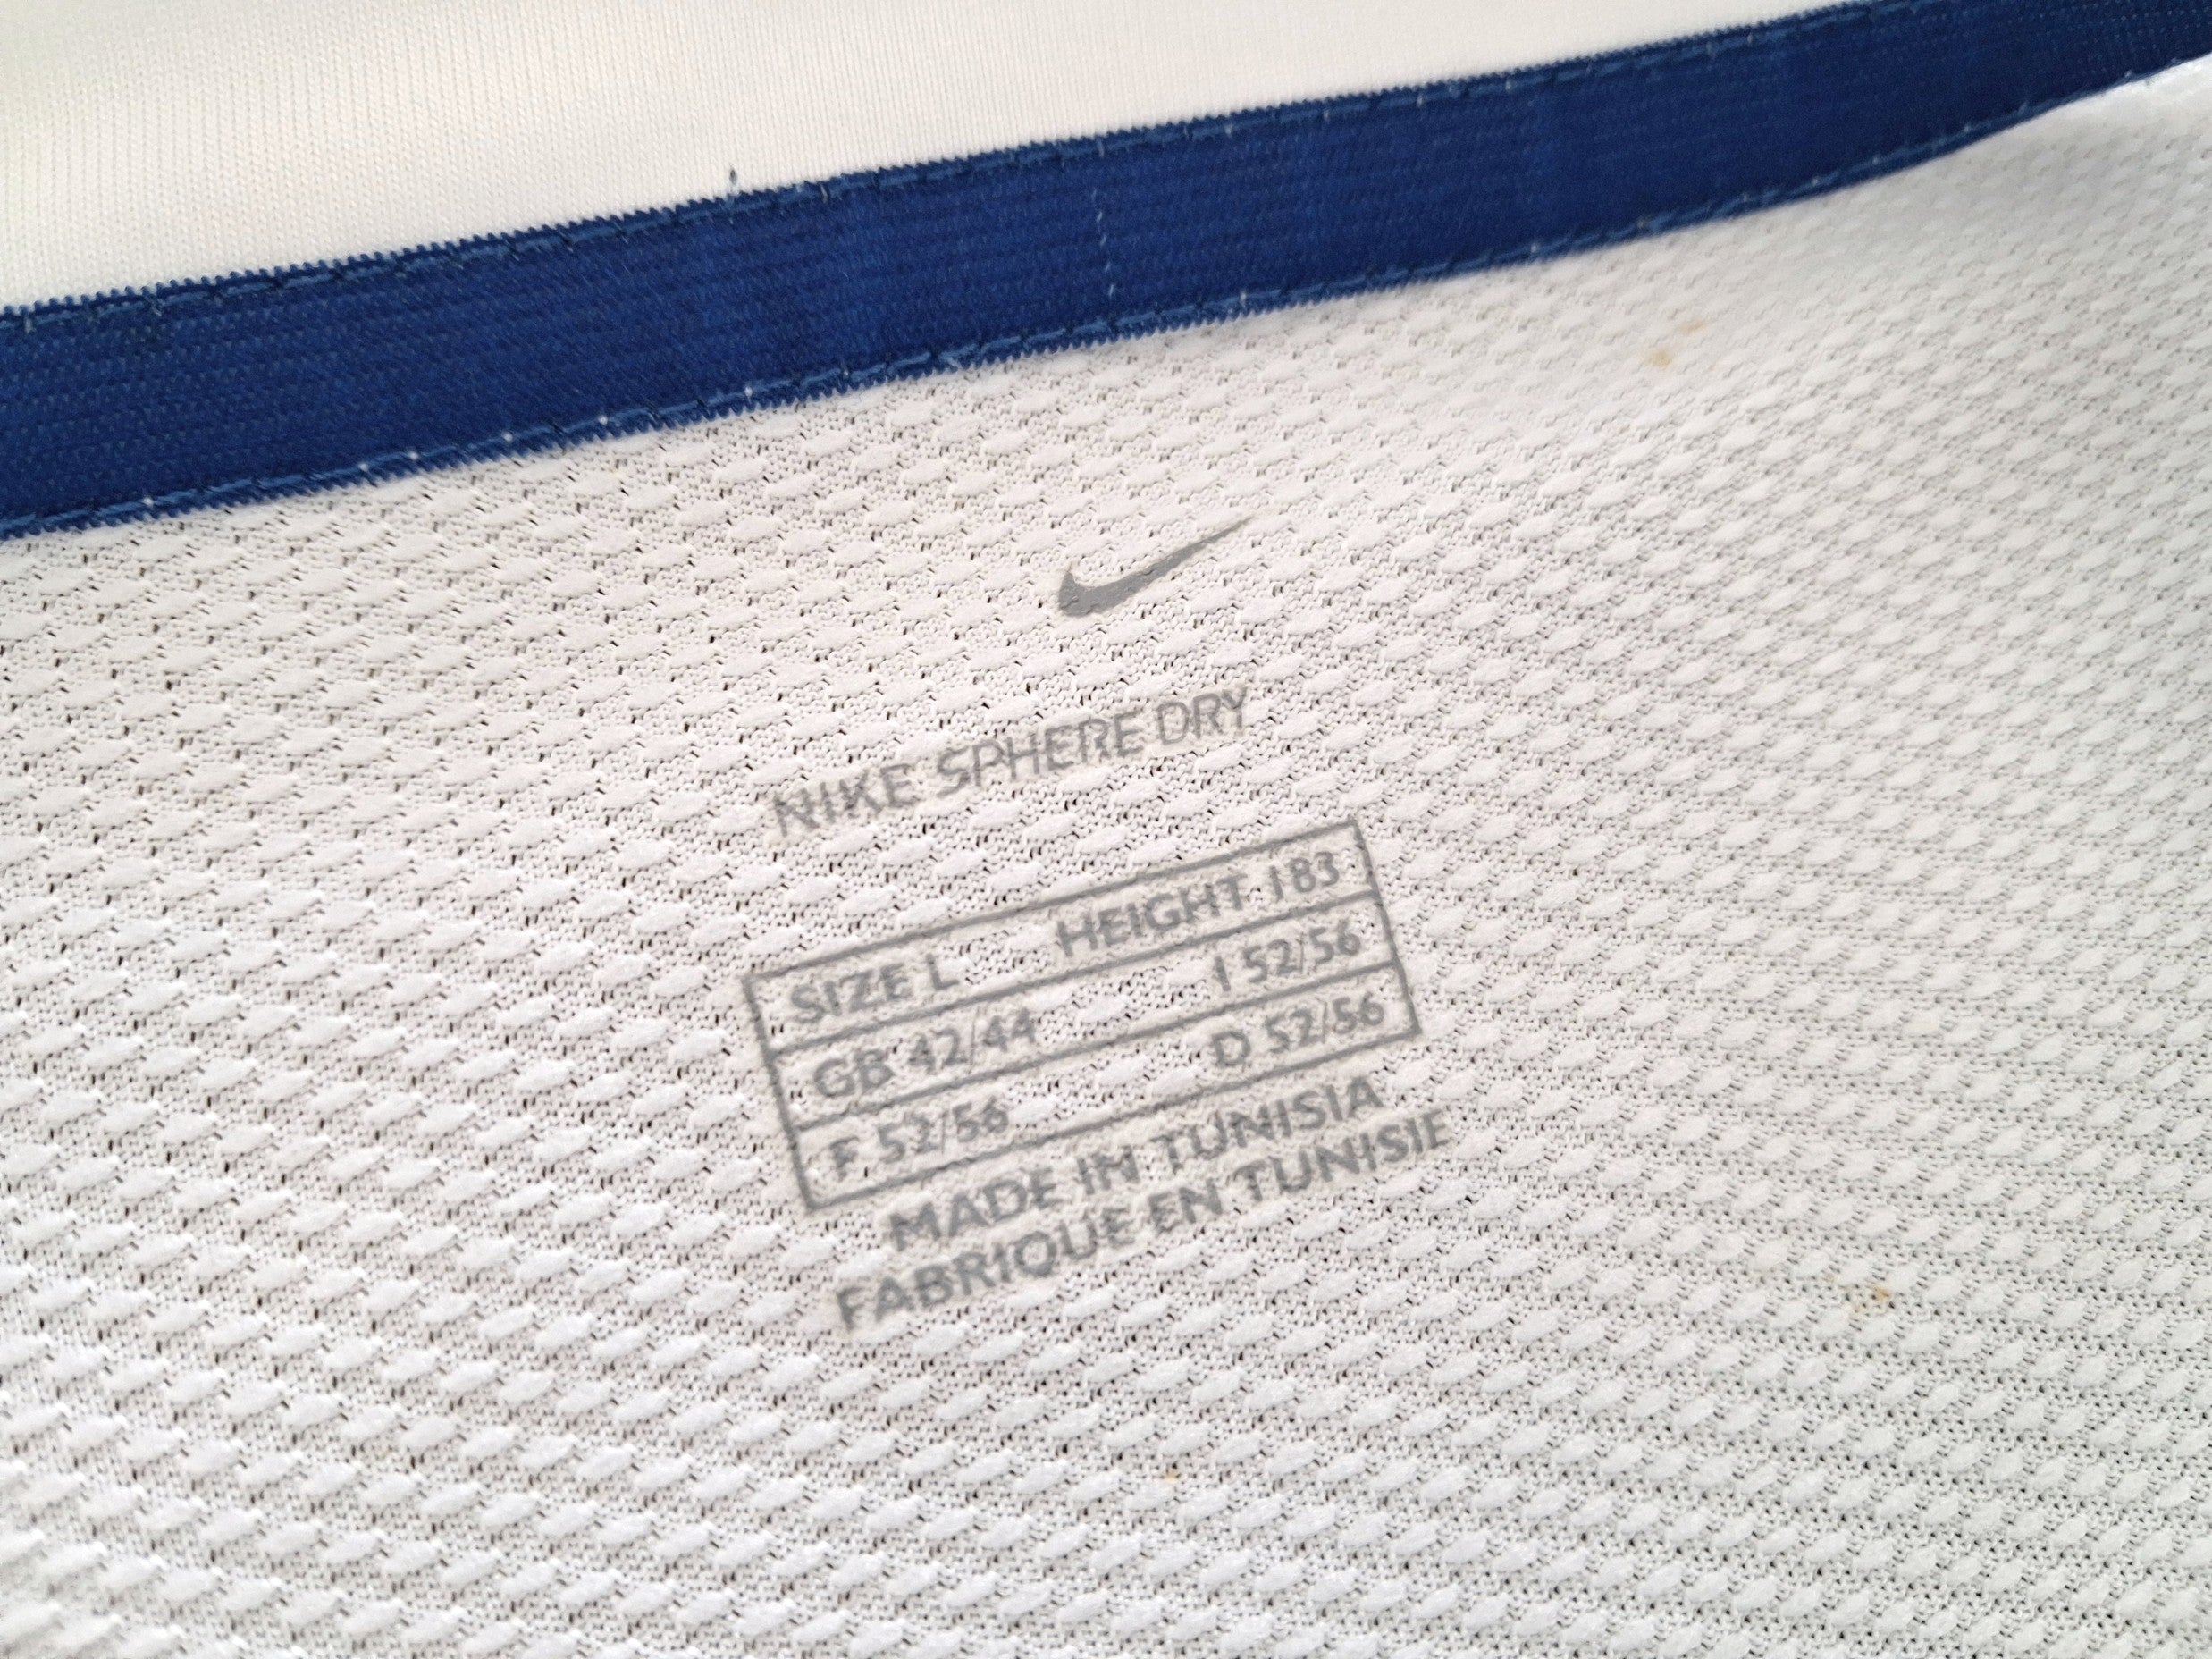 NIKE SPHERE DRY
SIZE L HEIGHT 183
GB 42/44 I 52/56
F 52/56 D 52/56
MADE IN TUNISIA
FABRIQUE EN TUNISIE